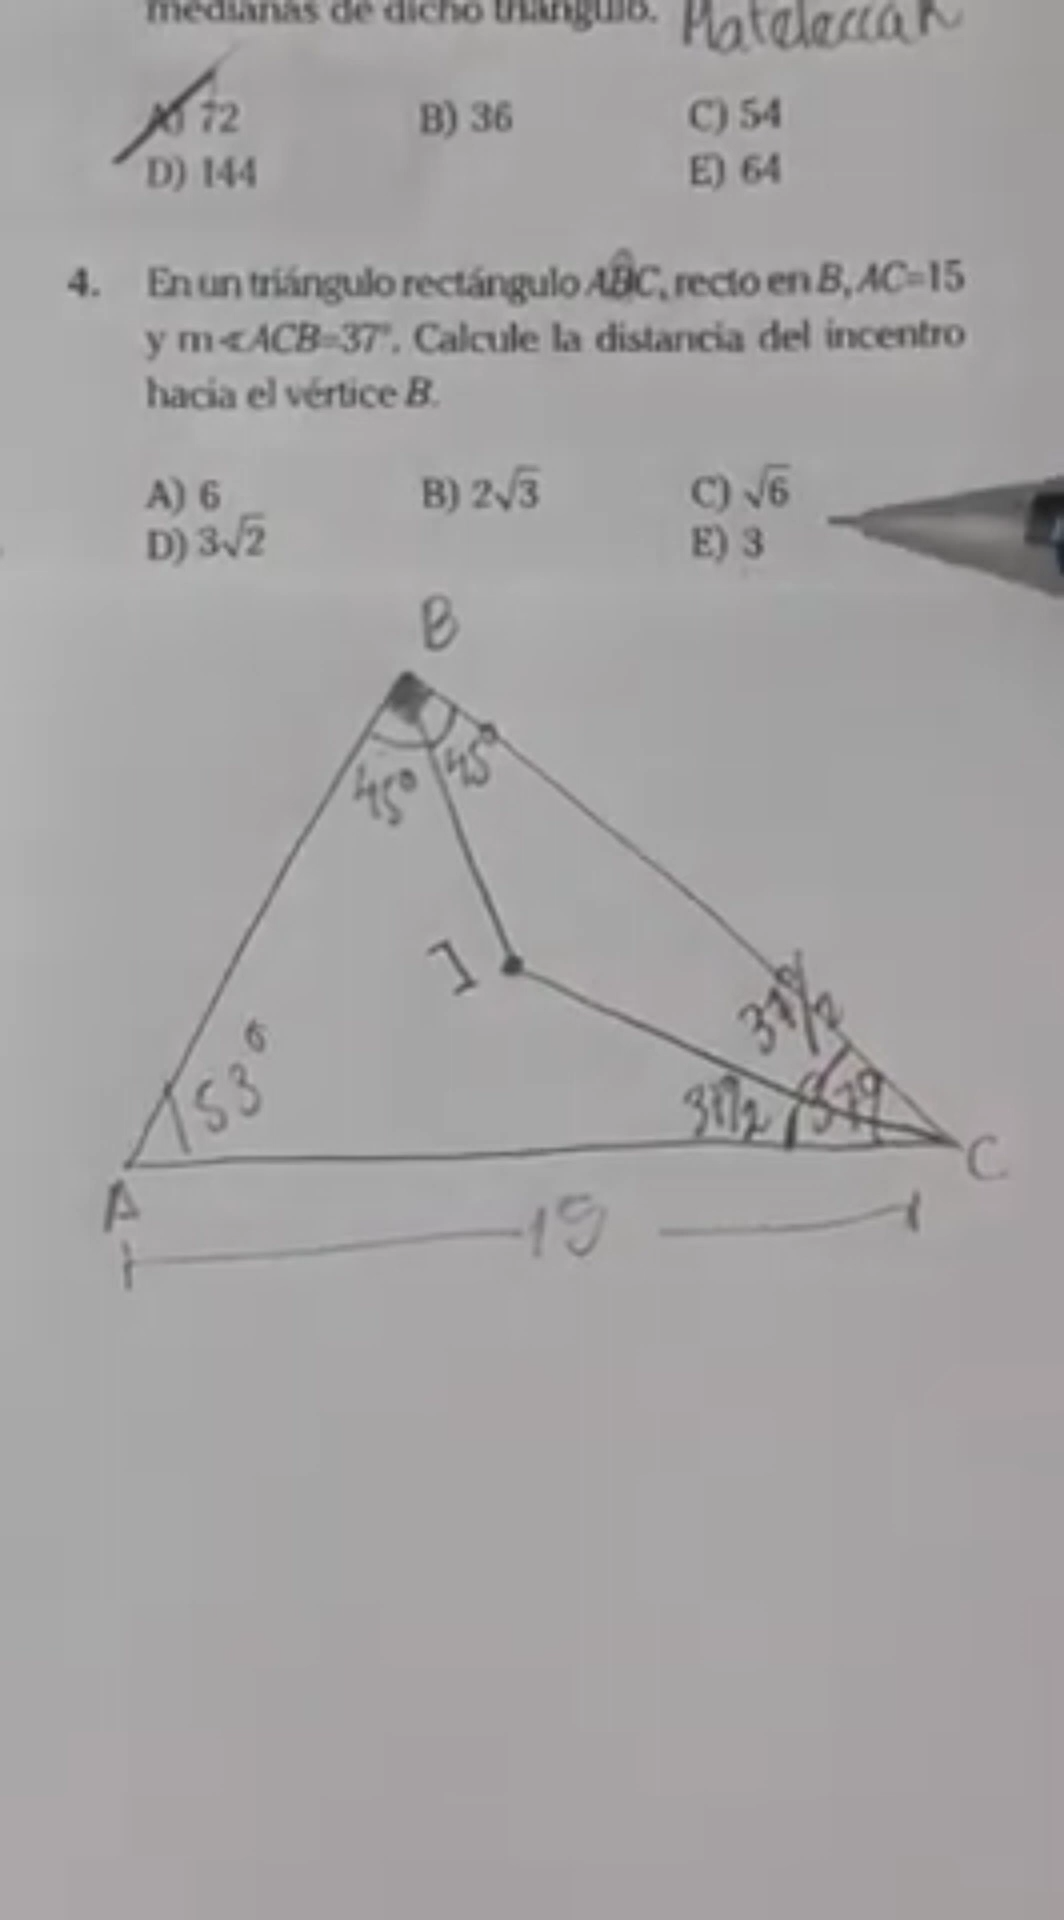 medianas de dicho triángulo.
A) 72 B) 36 C) 54
D) 144 E) 64
4. En un triángulo rectángulo ABC, recto en B, AC=15
y m∢ACB=37°. Calcule la distancia del incentro
hacia el vértice B.
A) 6 B) 2√3 C) √6
D) 3√2 E) 3
B
45° 45°
I
37°/2
53°
37°/2 37°
A C
15